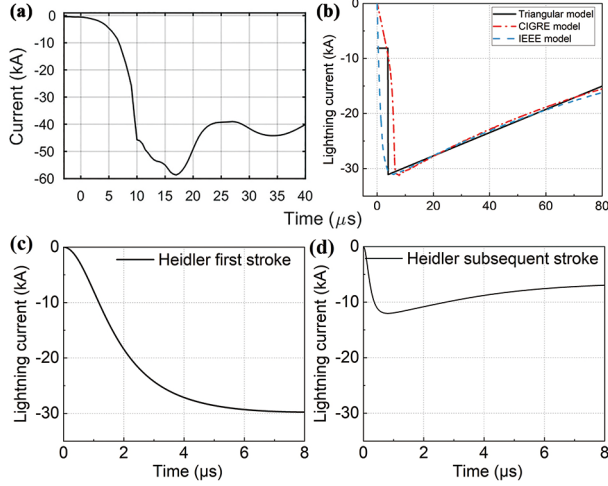 (a)
0
-10
-20
-30
-40
-50
-60
Current (kA)
0 5 10 15 20 25 30 35 40
(b)
0
-10
-20
-30
Lightning current (kA)
Triangular model
CIGRE model
IEEE model
0 20 40 60 80
Time (μs)
(c)
0
-10
-20
-30
Lightning current (kA)
Heidler first stroke
0 2 4 6 8
Time (μs)
(d)
0
-10
-20
-30
Lightning current (kA)
Heidler subsequent stroke
0 2 4 6 8
Time (μs)